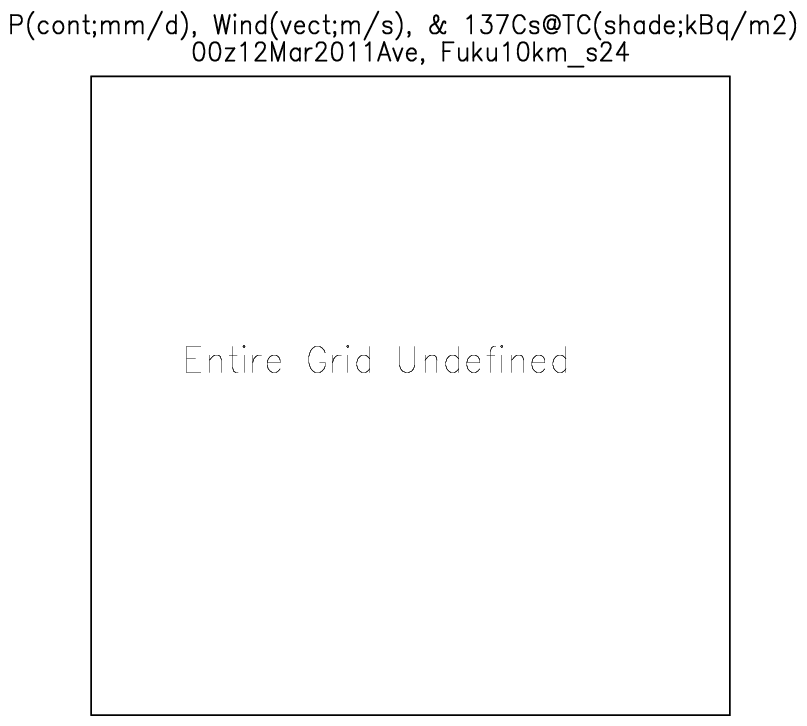 P(cont;mm/d), Wind(vect;m/s), & 137Cs@TC(shade;kBq/m2)
00z12Mar2011Ave, Fuku10km_s24
Entire Grid Undefined